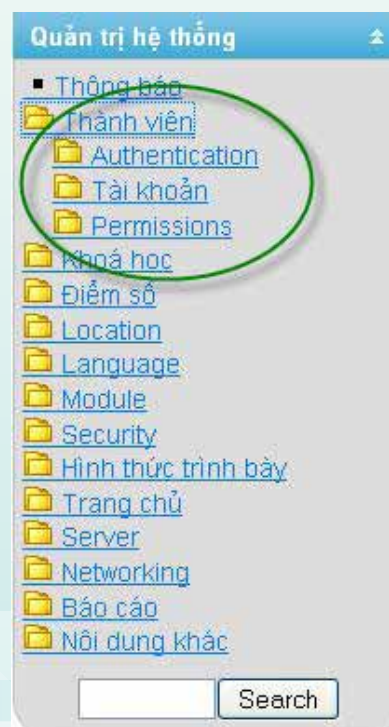 Quản trị hệ thống
Thông báo
Thành viên
Authentication
Tài khoản
Permissions
Khoá học
Điểm số
Location
Language
Module
Security
Hình thức trình bày
Trang chủ
Server
Networking
Báo cáo
Nội dung khác
Search